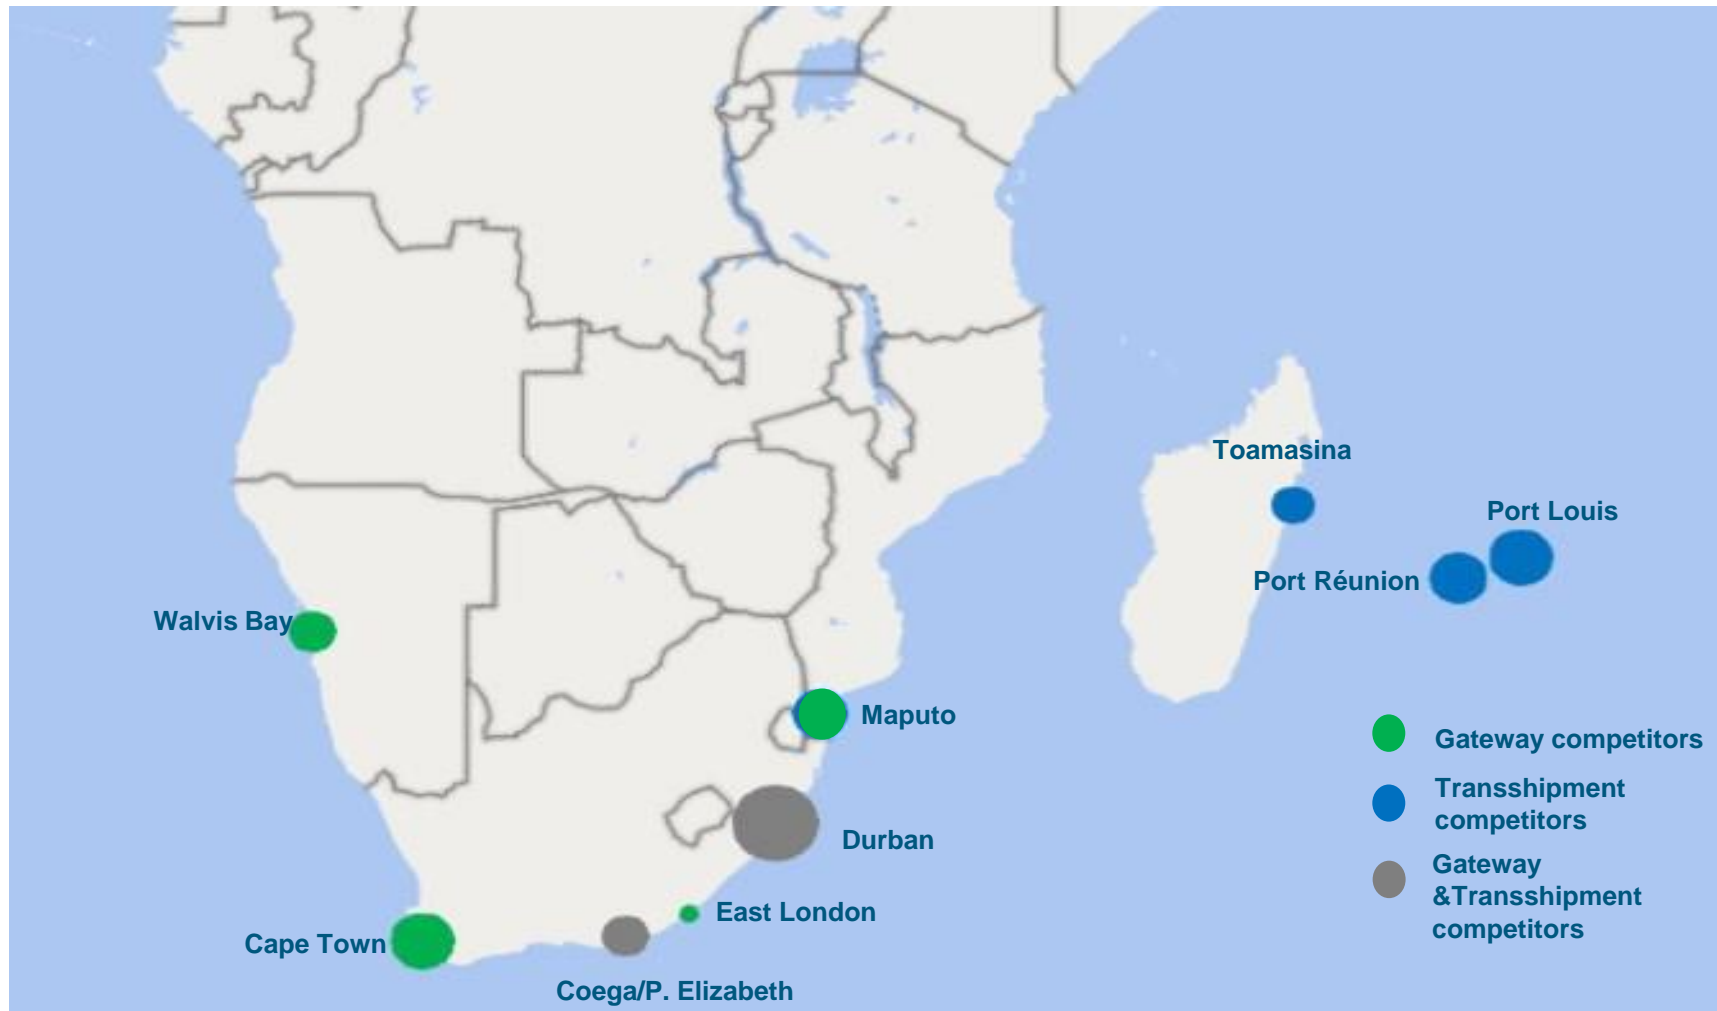 Toamasina
Port Louis
Port Réunion
Walvis Bay
Maputo
Gateway competitors
Transshipment
competitors
Durban
Gateway
&Transshipment
competitors
East London
Cape Town
Coega/P. Elizabeth